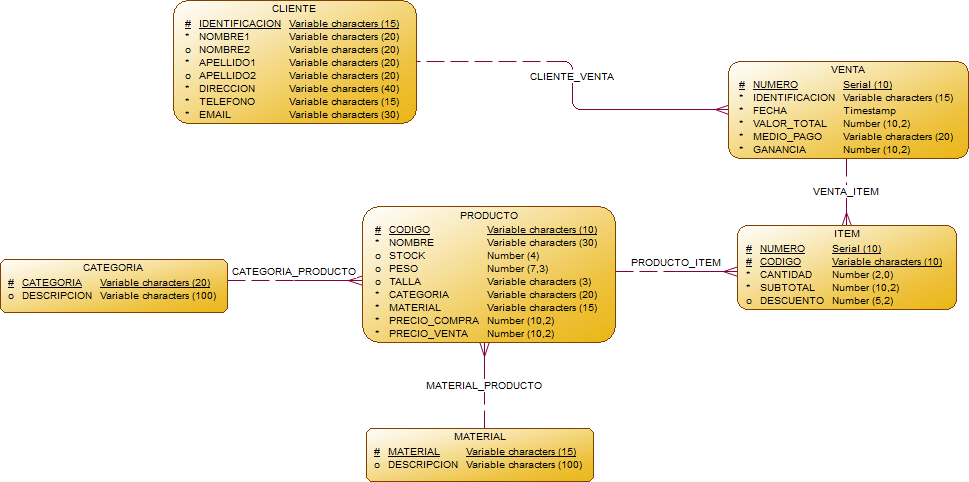 CLIENTE
# IDENTIFICACION Variable characters (15)
* NOMBRE1 Variable characters (20)
o NOMBRE2 Variable characters (20)
* APELLIDO1 Variable characters (20)
o APELLIDO2 Variable characters (20)
* DIRECCION Variable characters (40)
* TELEFONO Variable characters (15)
* EMAIL Variable characters (30)
CLIENTE_VENTA
VENTA
# NUMERO Serial (10)
* IDENTIFICACION Variable characters (15)
* FECHA Timestamp
* VALOR_TOTAL Number (10,2)
* MEDIO_PAGO Variable characters (20)
* GANANCIA Number (10,2)
VENTA_ITEM
PRODUCTO
# CODIGO Variable characters (10)
* NOMBRE Variable characters (30)
o STOCK Number (4)
o PESO Number (7,3)
o TALLA Variable characters (3)
* CATEGORIA Variable characters (20)
* MATERIAL Variable characters (15)
* PRECIO_COMPRA Number (10,2)
* PRECIO_VENTA Number (10,2)
PRODUCTO_ITEM
ITEM
# NUMERO Serial (10)
# CODIGO Variable characters (10)
* CANTIDAD Number (2,0)
* SUBTOTAL Number (10,2)
o DESCUENTO Number (5,2)
CATEGORIA
# CATEGORIA Variable characters (20)
o DESCRIPCION Variable characters (100)
CATEGORIA_PRODUCTO
MATERIAL_PRODUCTO
MATERIAL
# MATERIAL Variable characters (15)
o DESCRIPCION Variable characters (100)